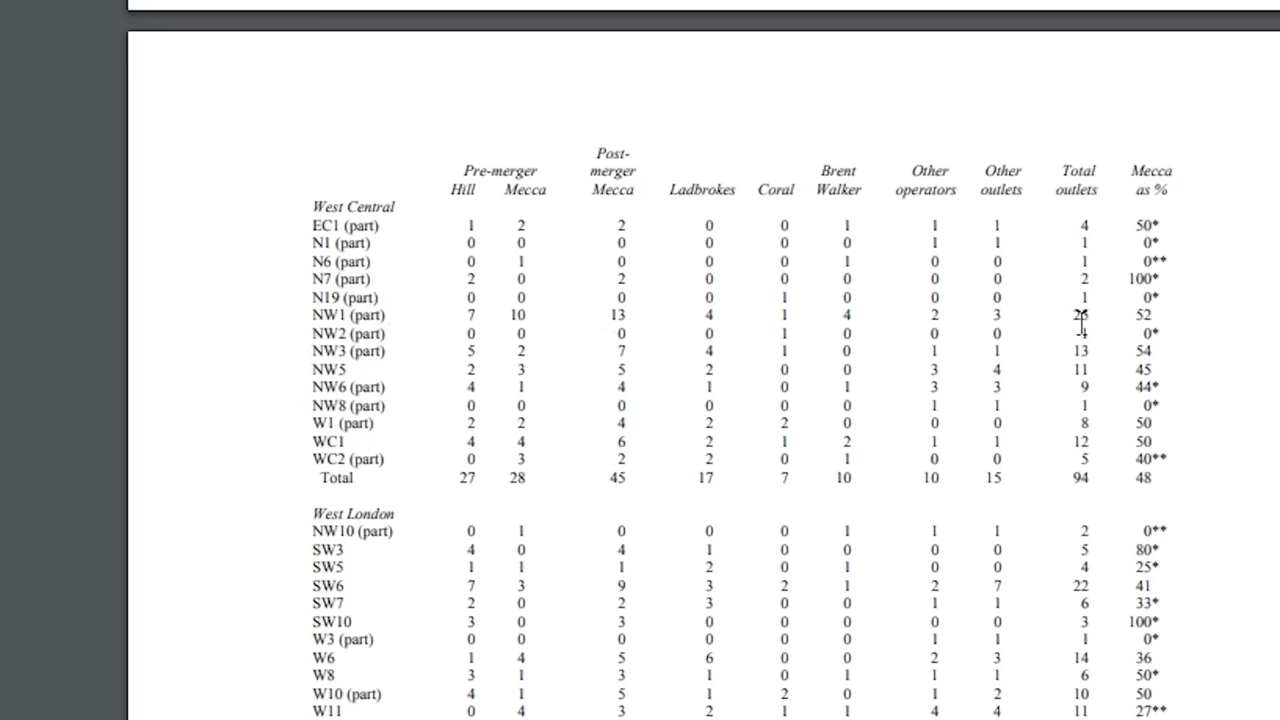 Post-
Pre-merger merger Brent Other Other Total Mecca
Hill Mecca Mecca Ladbrokes Coral Walker operators outlets outlets as %
West Central
EC1 (part) 1 2 2 0 0 1 1 1 4 50*
N1 (part) 0 0 0 0 0 0 1 1 1 0*
N6 (part) 0 1 0 0 0 1 0 0 1 0**
N7 (part) 2 0 2 0 0 0 0 0 2 100*
N19 (part) 0 0 0 0 1 0 0 0 1 0*
NW1 (part) 7 10 13 4 1 4 2 3 52
NW2 (part) 0 0 0 0 1 0 0 0 0*
NW3 (part) 5 2 7 4 1 0 1 1 13 54
NW5 2 3 5 2 0 0 3 4 11 45
NW6 (part) 4 1 4 1 0 1 3 3 9 44*
NW8 (part) 0 0 0 0 0 0 1 1 1 0*
W1 (part) 2 2 4 2 2 0 0 0 8 50
WC1 4 4 6 2 1 2 1 1 12 50
WC2 (part) 0 3 2 2 0 1 0 0 5 40**
Total 27 28 45 17 7 10 10 15 94 48
West London
NW10 (part) 0 1 0 0 0 1 1 1 2 0**
SW3 4 0 4 1 0 0 0 0 5 80*
SW5 1 1 1 2 0 1 0 0 4 25*
SW6 7 3 9 3 2 1 2 7 22 41
SW7 2 0 2 3 0 0 1 1 6 33*
SW10 3 0 3 0 0 0 0 0 3 100*
W3 (part) 0 0 0 0 0 0 1 1 1 0*
W6 1 4 5 6 0 0 2 3 14 36
W8 3 1 3 1 0 1 1 1 6 50*
W10 (part) 4 1 5 1 2 0 1 2 10 50
W11 0 4 3 2 1 1 4 4 11 27**